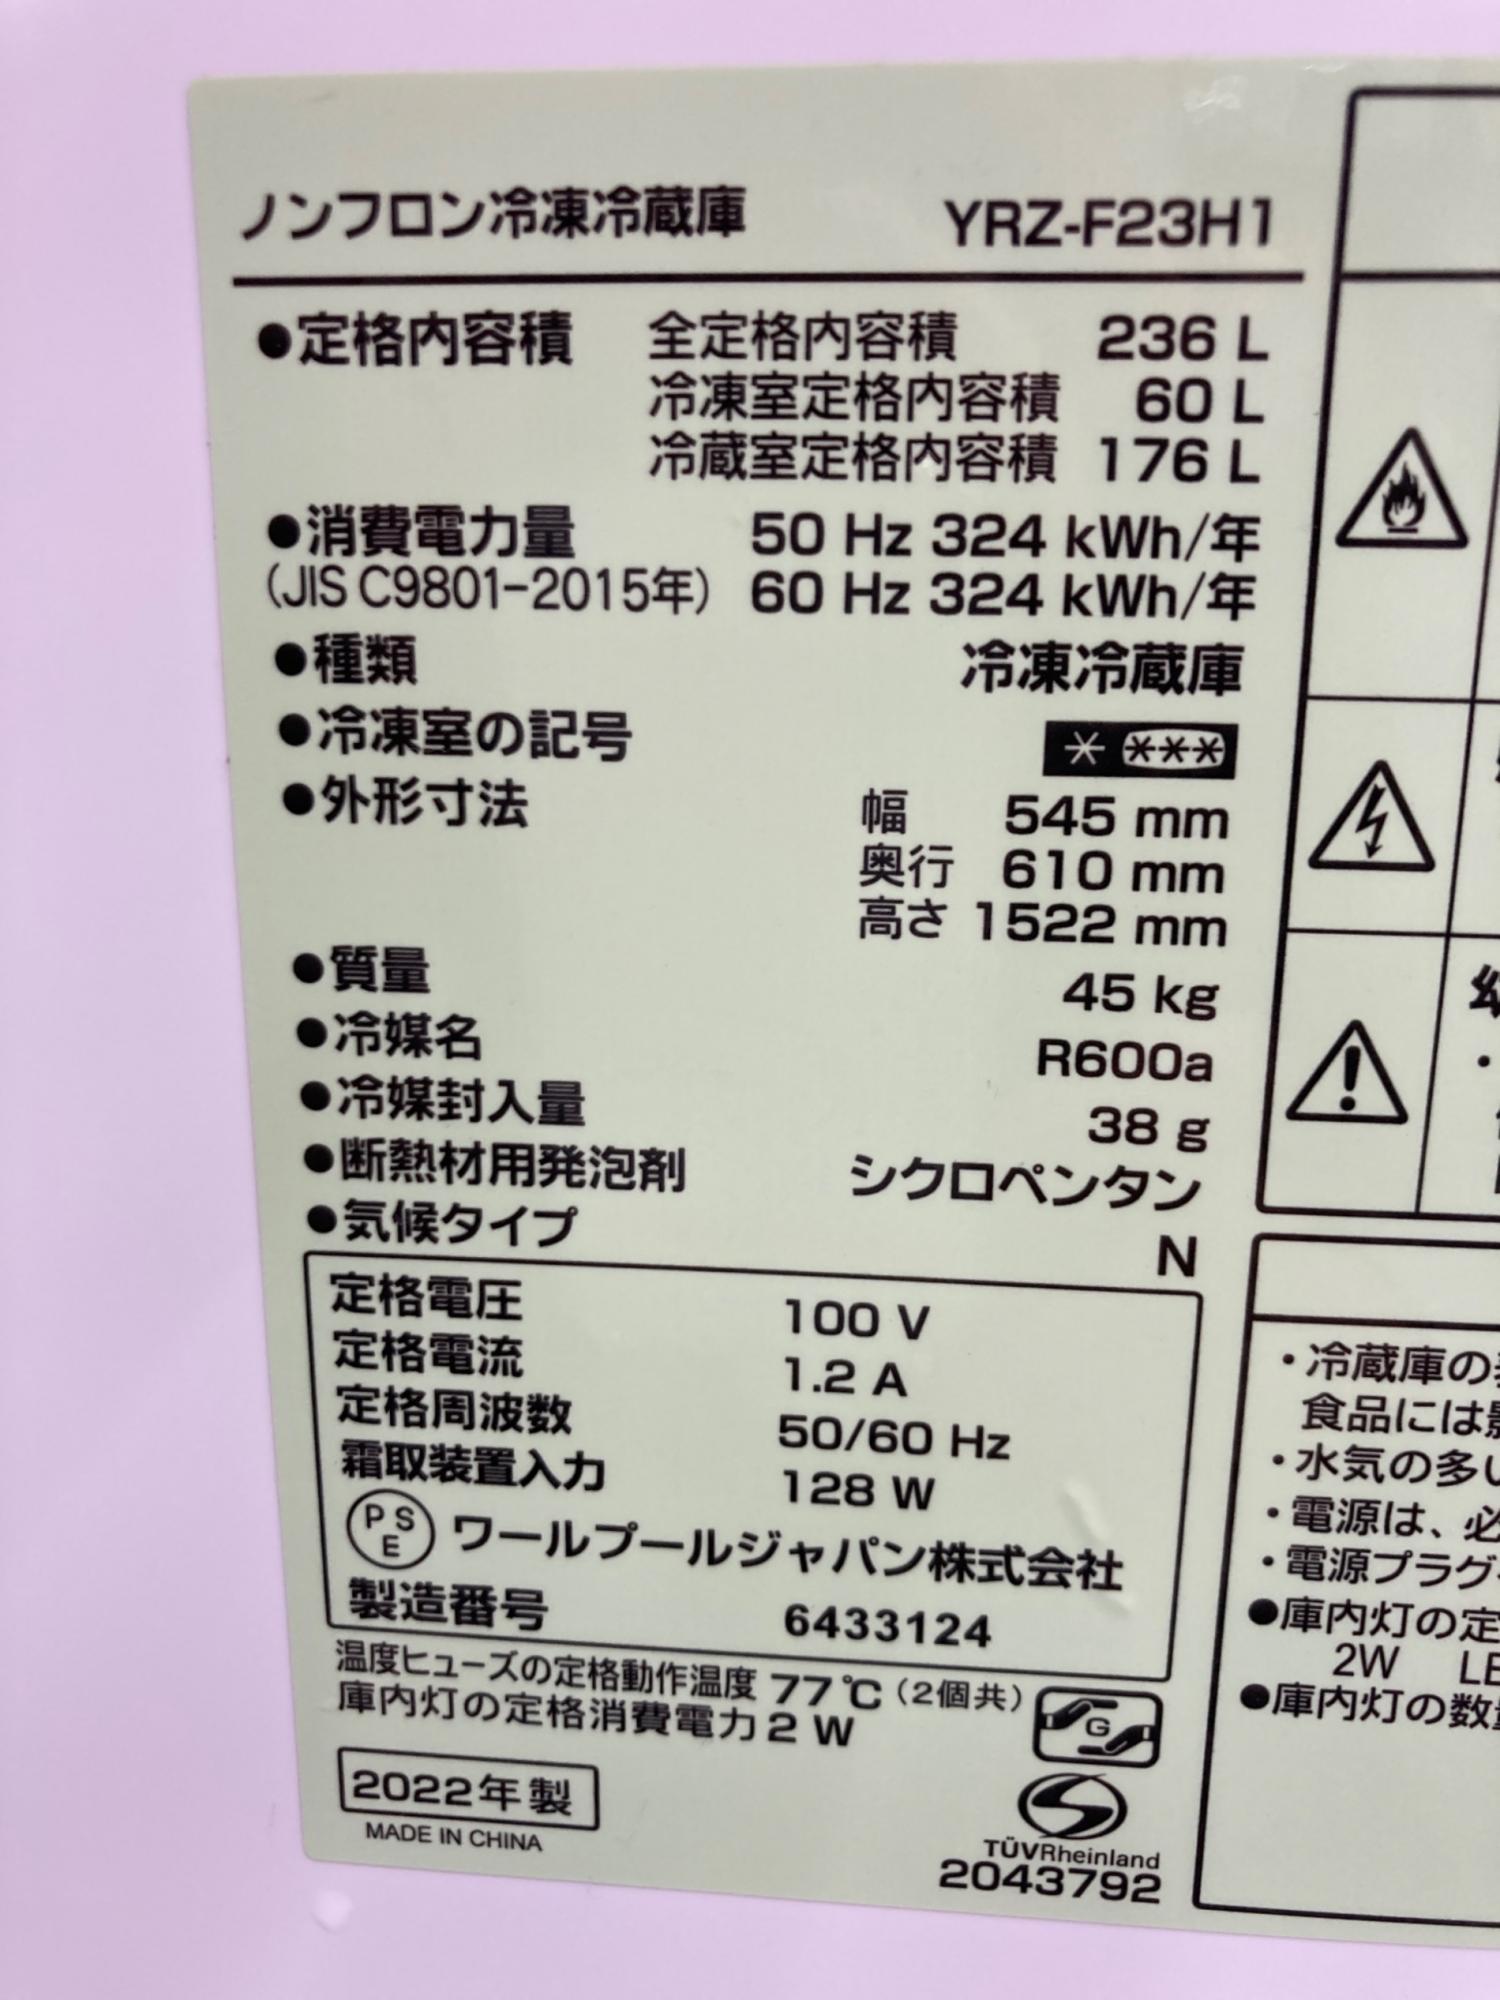 ノンフロン冷凍冷蔵庫 YRZ-F23H1
●定格内容積 全定格内容積 236 L
冷凍室定格内容積 60 L
冷蔵室定格内容積 176 L
●消費電力量 50 Hz 324 kWh/年
(JIS C9801-2015年) 60 Hz 324 kWh/年
●種類 冷凍冷蔵庫
●冷凍室の記号
●外形寸法 幅 545 mm
奥行 610 mm
高さ 1522 mm
●質量 45 kg
●冷媒名 R600a
●冷媒封入量 38 g
●断熱材用発泡剤 シクロペンタン
●気候タイプ N
定格電圧 100 V
定格電流 1.2 A
定格周波数 50/60 Hz
霜取装置入力 128 W
PSE ワールプールジャパン株式会社
製造番号 6433124
温度ヒューズの定格動作温度 77℃ (2個共)
庫内灯の定格消費電力 2 W
G
2022年製
MADE IN CHINA
TÜVRheinland
2043792
・冷蔵庫の
食品には
・水気の多い
・電源は、必
・電源プラグ
●庫内灯の定
2W LE
●庫内灯の数